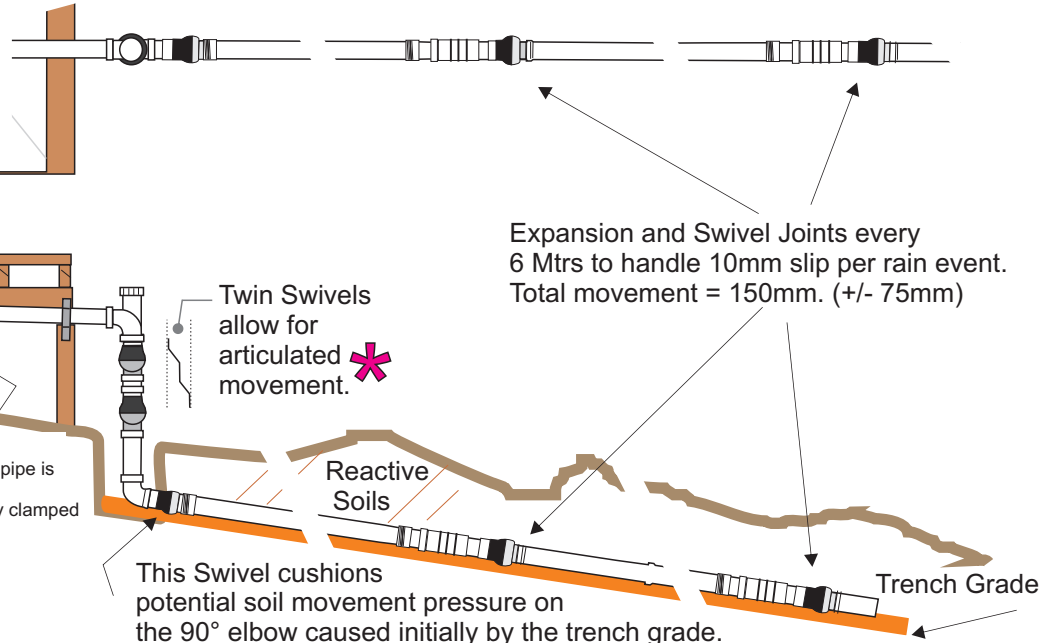 Expansion and Swivel Joints every
6 Mtrs to handle 10mm slip per rain event.
Total movement = 150mm. (+/- 75mm)
Twin Swivels
allow for
articulated
movement.
*
pipe is
clamped
Reactive
Soils
Trench Grade
This Swivel cushions
potential soil movement pressure on
the 90° elbow caused initially by the trench grade.